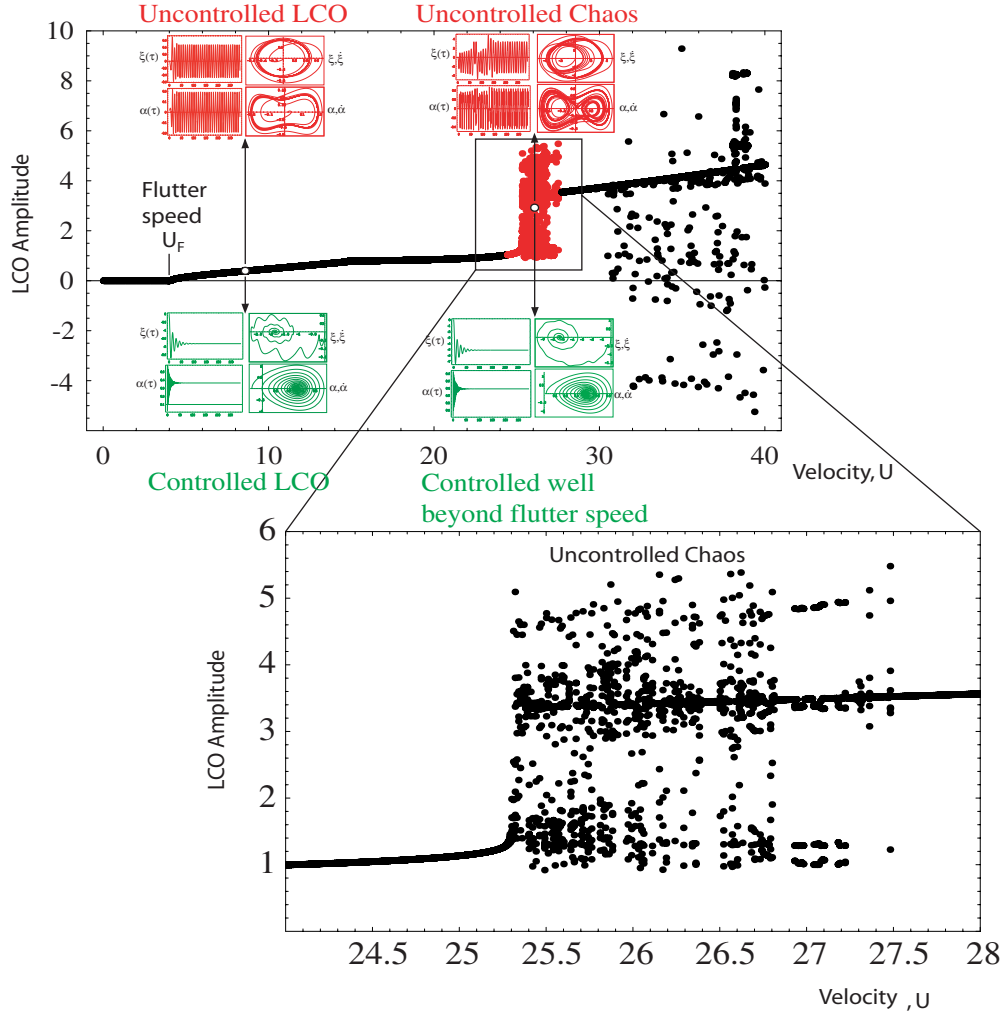 Uncontrolled LCO
Uncontrolled Chaos
10
8
6
4
2
0
-2
-4
LCO Amplitude
ξ(τ)
ξ,ξ̇
α(τ)
α,α̇
ξ(τ)
ξ,ξ̇
α(τ)
α,α̇
Flutter
speed
U_F
ξ(τ)
ξ,ξ̇
α(τ)
α,α̇
ξ(τ)
ξ,ξ̇
α(τ)
α,α̇
0
10
20
30
40
Velocity, U
Controlled LCO
Controlled well
beyond flutter speed
Uncontrolled Chaos
6
5
4
3
2
1
LCO Amplitude
24.5
25
25.5
26
26.5
27
27.5
28
Velocity , U